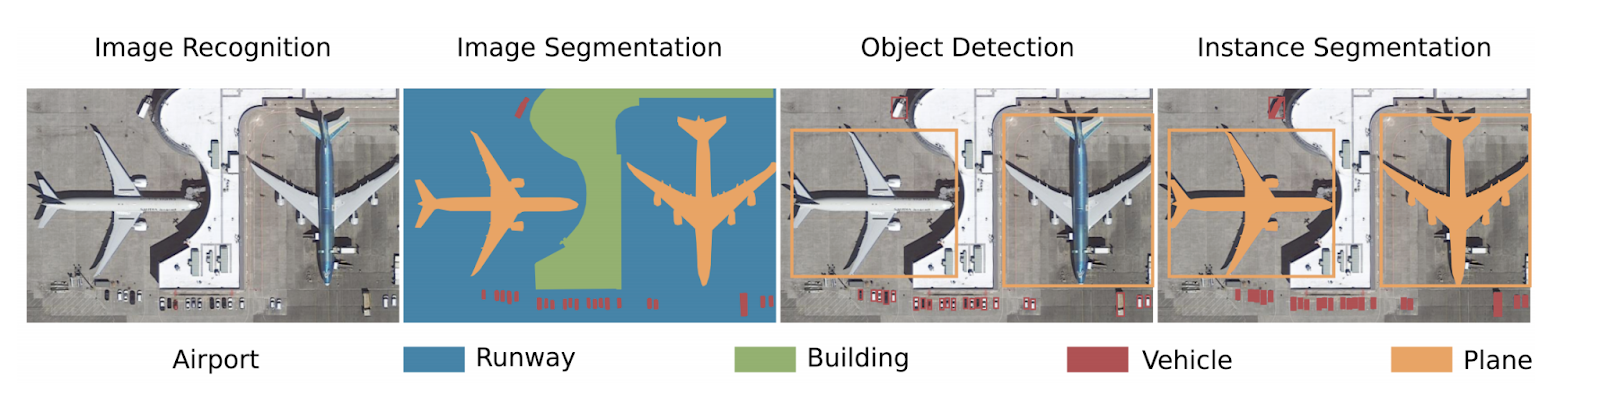 Image Recognition
Image Segmentation
Object Detection
Instance Segmentation
Airport
Runway
Building
Vehicle
Plane